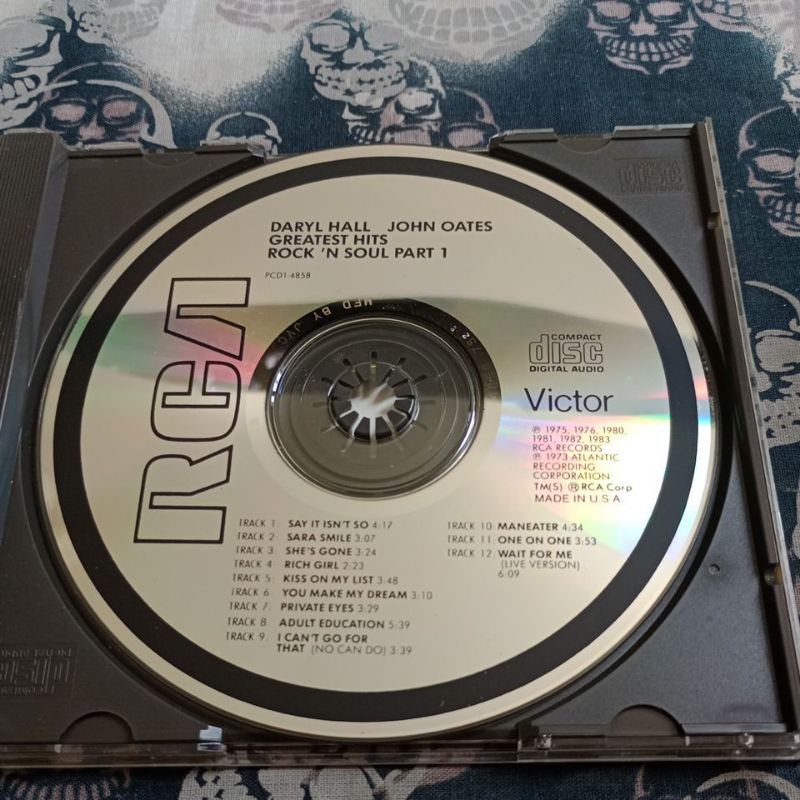 DARYL HALL JOHN OATES
GREATEST HITS
ROCK 'N SOUL PART 1
PCD1-4858
RCA
MFD BY JVC
COMPACT
disc
DIGITAL AUDIO
Victor
℗ 1975, 1976, 1980,
1981, 1982, 1983
RCA RECORDS
℗ 1973 ATLANTIC
RECORDING
CORPORATION
TM(S) ® RCA Corp
MADE IN U.S.A
TRACK 1: SAY IT ISN'T SO 4:17
TRACK 2: SARA SMILE 3:07
TRACK 3: SHE'S GONE 3:24
TRACK 4: RICH GIRL 2:23
TRACK 5: KISS ON MY LIST 3:48
TRACK 6: YOU MAKE MY DREAM 3:10
TRACK 7: PRIVATE EYES 3:29
TRACK 8: ADULT EDUCATION 5:39
TRACK 9: I CAN'T GO FOR
THAT (NO CAN DO) 3:39
TRACK 10: MANEATER 4:34
TRACK 11: ONE ON ONE 3:53
TRACK 12: WAIT FOR ME
(LIVE VERSION)
6:09
disc
disc